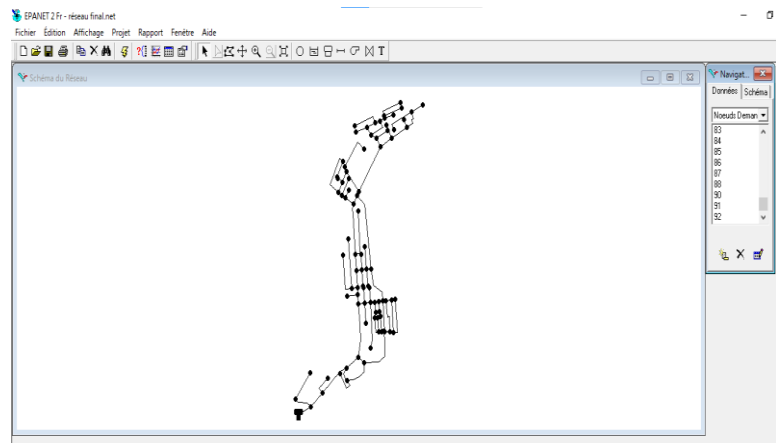 EPANET 2 Fr - réseau final.net
Fichier Édition Affichage Projet Rapport Fenêtre Aide
T
Schéma du Réseau
Navigat...
Données Schéma
Noeuds Deman
83
84
85
86
87
88
90
91
92